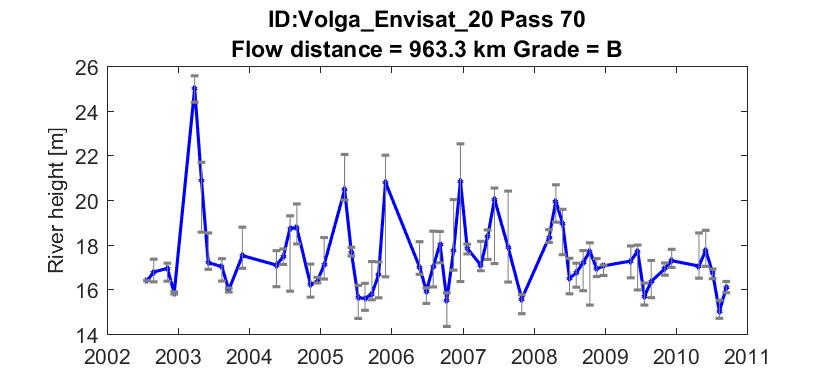 ID:Volga_Envisat_20 Pass 70
Flow distance = 963.3 km Grade = B
River height [m]
26
24
22
20
18
16
14
2002 2003 2004 2005 2006 2007 2008 2009 2010 2011